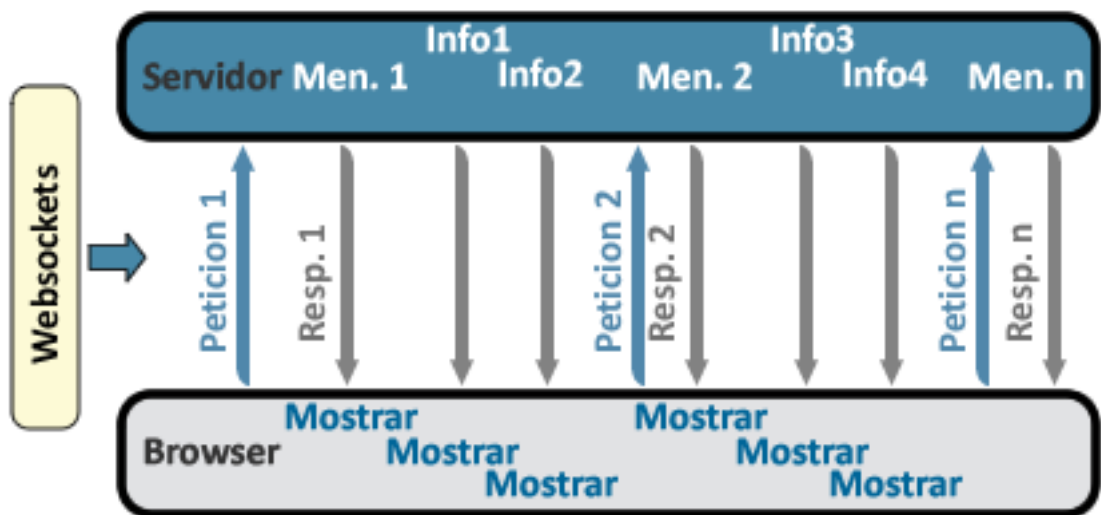 Websockets
Info1
Info3
Servidor
Men. 1
Info2
Men. 2
Info4
Men. n
Peticion 1
Resp. 1
Peticion 2
Resp. 2
Peticion n
Resp. n
Mostrar
Mostrar
Browser
Mostrar
Mostrar
Mostrar
Mostrar